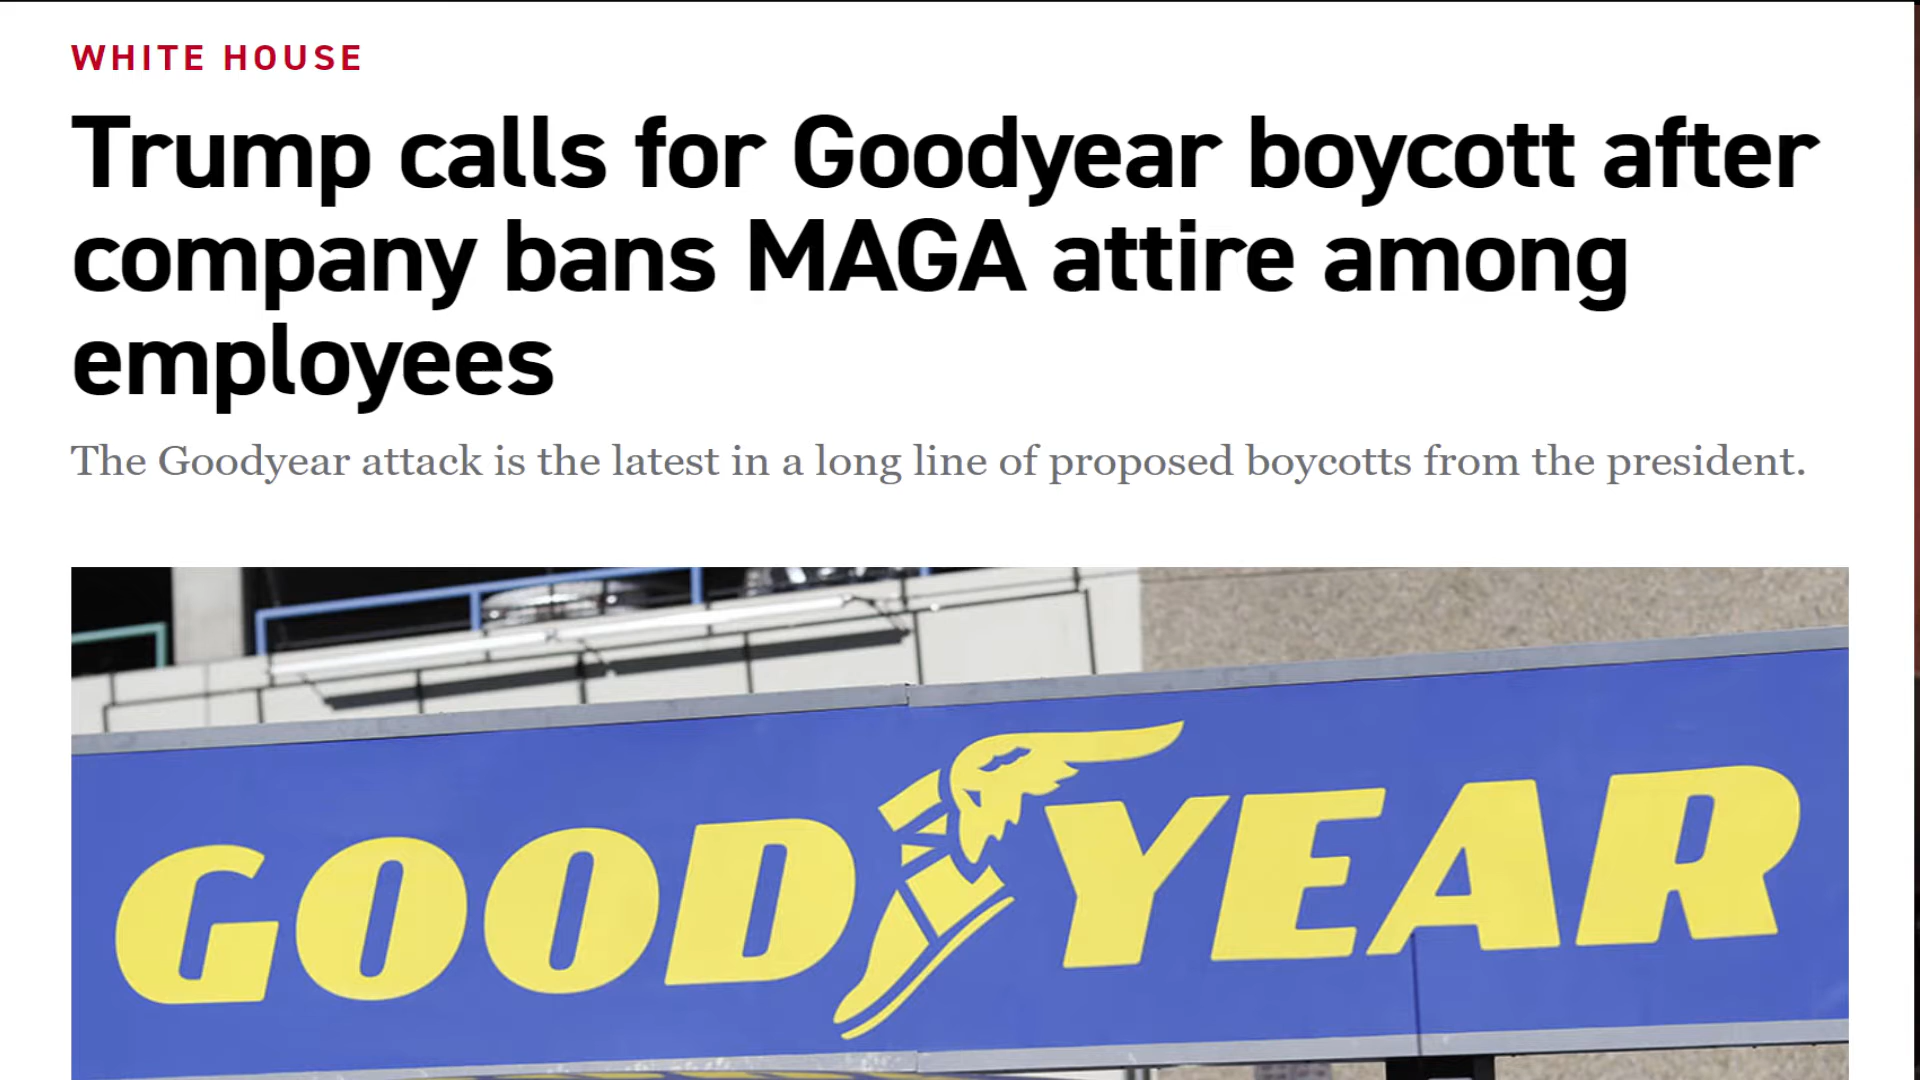 WHITE HOUSE
Trump calls for Goodyear boycott after
company bans MAGA attire among
employees
The Goodyear attack is the latest in a long line of proposed boycotts from the president.
GOODYEAR